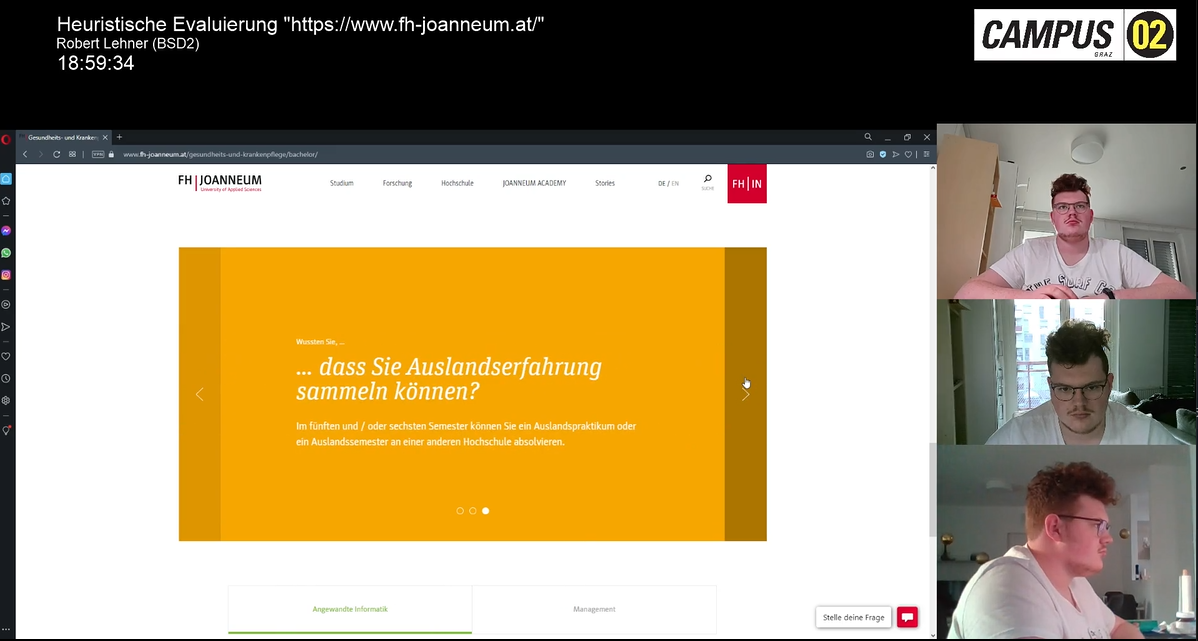 Heuristische Evaluierung "https://www.fh-joanneum.at/"
Robert Lehner (BSD2)
18:59:34
CAMPUS 02
GRAZ
Gesundheits- und Kranken
VPN
www.fh-joanneum.at/gesundheits-und-krankenpflege/bachelor/
FH | JOANNEUM
University of Applied Sciences
Studium Forschung Hochschule JOANNEUM ACADEMY Stories DE / EN
SUCHE
FH | IN
Wussten Sie, ...
... dass Sie Auslandserfahrung
sammeln können?
Im fünften und / oder sechsten Semester können Sie ein Auslandspraktikum oder
ein Auslandssemester an einer anderen Hochschule absolvieren.
Angewandte Informatik Management
Stelle deine Frage
THE SURF